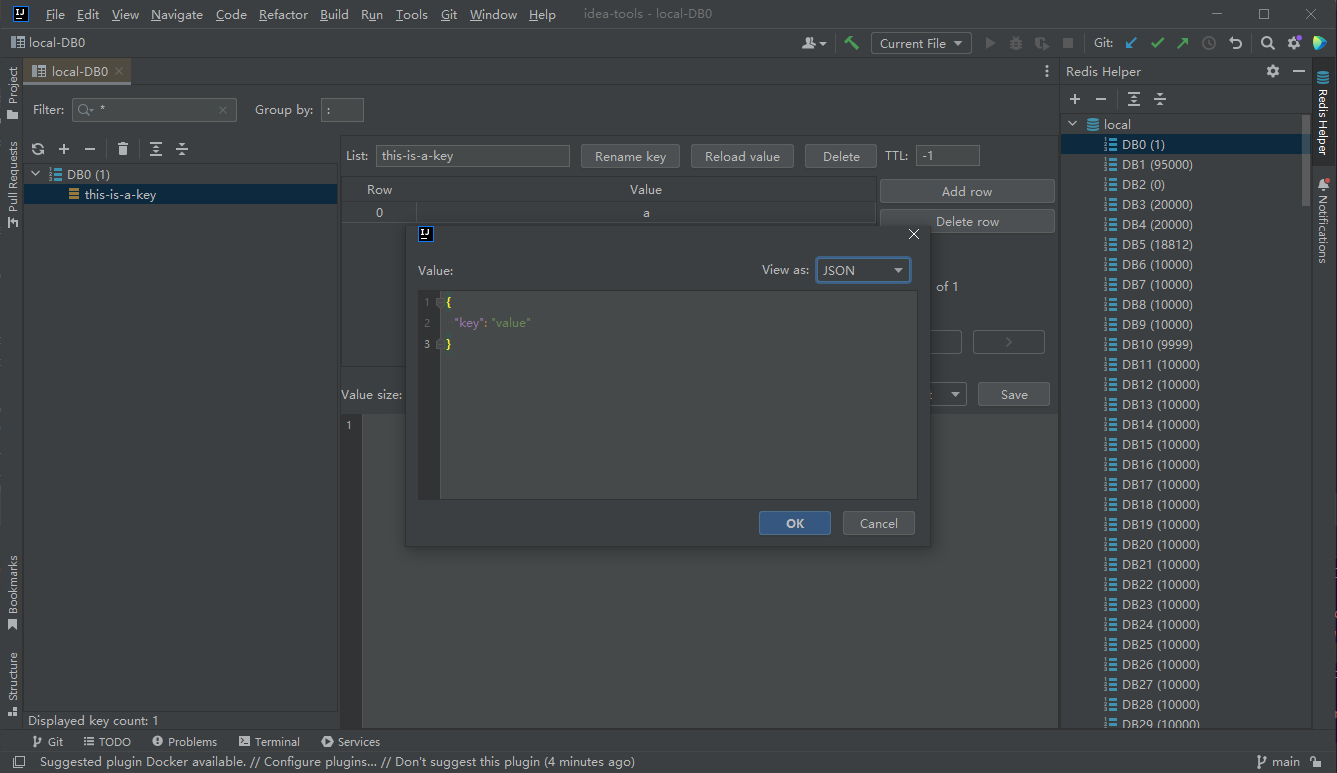 File Edit View Navigate Code Refactor Build Run Tools Git Window Help idea-tools - local-DB0
local-DB0
Current File
Git:
Project
Pull Requests
Bookmarks
Structure
local-DB0
Filter: *
Group by: :
DB0 (1)
this-is-a-key
Displayed key count: 1
List: this-is-a-key Rename key Reload value Delete TTL: -1
Row Value
0 a
Add row
Delete row
of 1
>
Value size:
Save
1
Value:
View as: JSON
1 {
2 "key": "value"
3 }
OK Cancel
Redis Helper
local
DB0 (1)
DB1 (95000)
DB2 (0)
DB3 (20000)
DB4 (20000)
DB5 (18812)
DB6 (10000)
DB7 (10000)
DB8 (10000)
DB9 (10000)
DB10 (9999)
DB11 (10000)
DB12 (10000)
DB13 (10000)
DB14 (10000)
DB15 (10000)
DB16 (10000)
DB17 (10000)
DB18 (10000)
DB19 (10000)
DB20 (10000)
DB21 (10000)
DB22 (10000)
DB23 (10000)
DB24 (10000)
DB25 (10000)
DB26 (10000)
DB27 (10000)
DB28 (10000)
DB29 (10000)
Redis Helper
Notifications
Git TODO Problems Terminal Services
Suggested plugin Docker available. // Configure plugins... // Don't suggest this plugin (4 minutes ago)
main